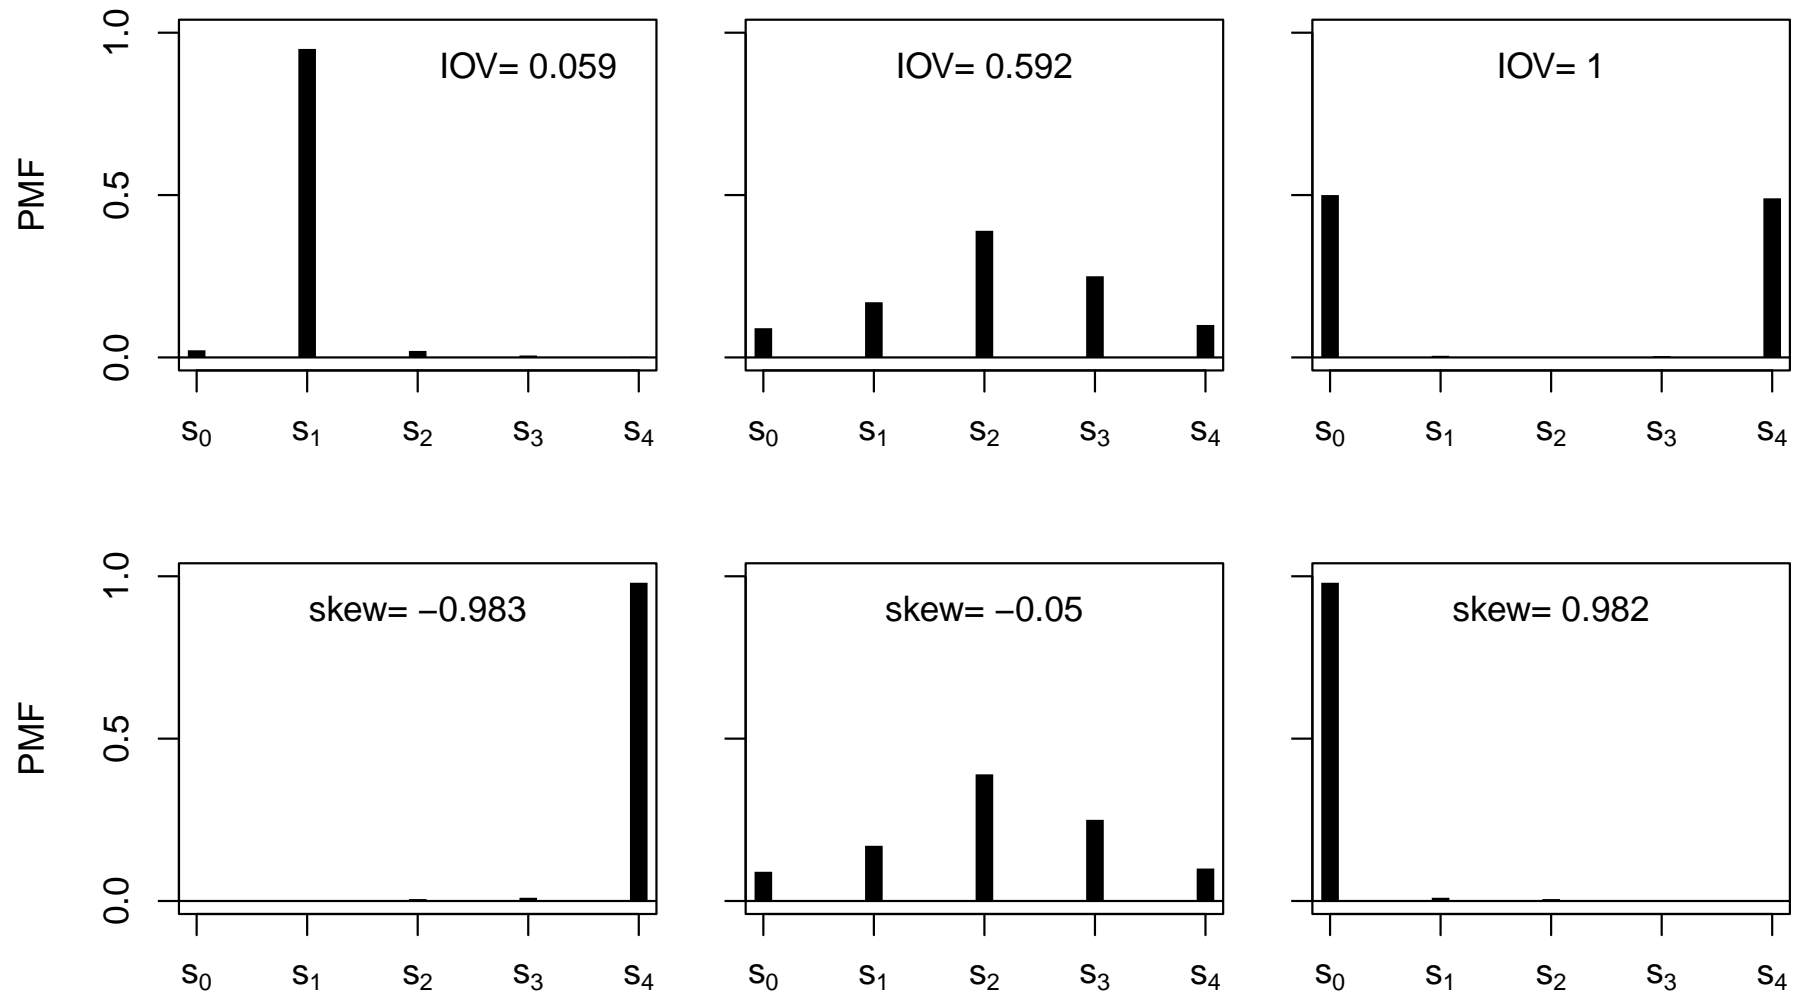 1.0
0.5
0.0
PMF
IOV= 0.059
IOV= 0.592
IOV= 1
s₀ s₁ s₂ s₃ s₄
s₀ s₁ s₂ s₃ s₄
s₀ s₁ s₂ s₃ s₄
1.0
0.5
0.0
PMF
skew= −0.983
skew= −0.05
skew= 0.982
s₀ s₁ s₂ s₃ s₄
s₀ s₁ s₂ s₃ s₄
s₀ s₁ s₂ s₃ s₄